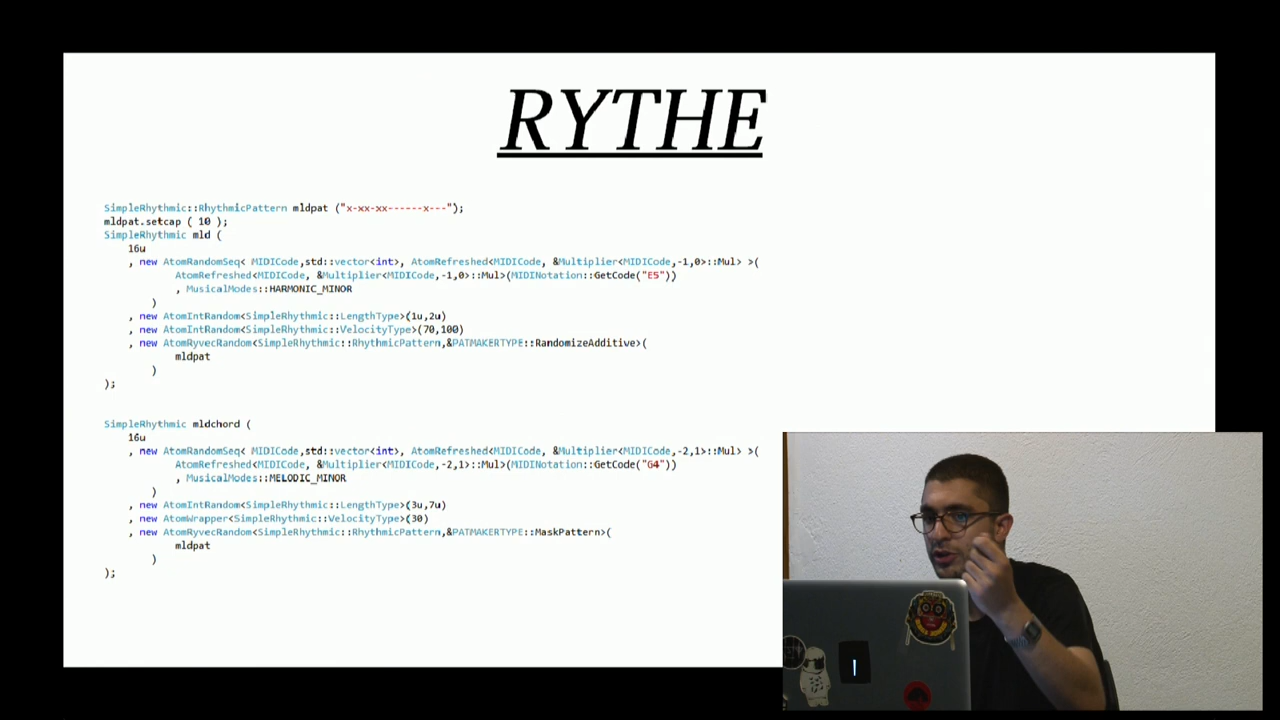 RYTHE
SimpleRhythmic::RhythmicPattern mldpat ("x-xx-xx------x---");
mldpat.setcap ( 10 );
SimpleRhythmic mld (
16u
, new AtomRandomSeq< MIDICode,std::vector<int>, AtomRefreshed<MIDICode, &Multiplier<MIDICode,-1,0>::Mul> >(
AtomRefreshed<MIDICode, &Multiplier<MIDICode,-1,0>::Mul>(MIDINotation::GetCode("E5"))
, MusicalModes::HARMONIC_MINOR
)
, new AtomIntRandom<SimpleRhythmic::LengthType>(1u,2u)
, new AtomIntRandom<SimpleRhythmic::VelocityType>(70,100)
, new AtomRyvecRandom<SimpleRhythmic::RhythmicPattern,&PATMAKERTYPE::RandomizeAdditive>(
mldpat
)
);
SimpleRhythmic mldchord (
16u
, new AtomRandomSeq< MIDICode,std::vector<int>, AtomRefreshed<MIDICode, &Multiplier<MIDICode,-2,1>::Mul> >(
AtomRefreshed<MIDICode, &Multiplier<MIDICode,-2,1>::Mul>(MIDINotation::GetCode("G4"))
, MusicalModes::MELODIC_MINOR
)
, new AtomIntRandom<SimpleRhythmic::LengthType>(3u,7u)
, new AtomWrapper<SimpleRhythmic::VelocityType>(30)
, new AtomRyvecRandom<SimpleRhythmic::RhythmicPattern,&PATMAKERTYPE::MaskPattern>(
mldpat
)
);